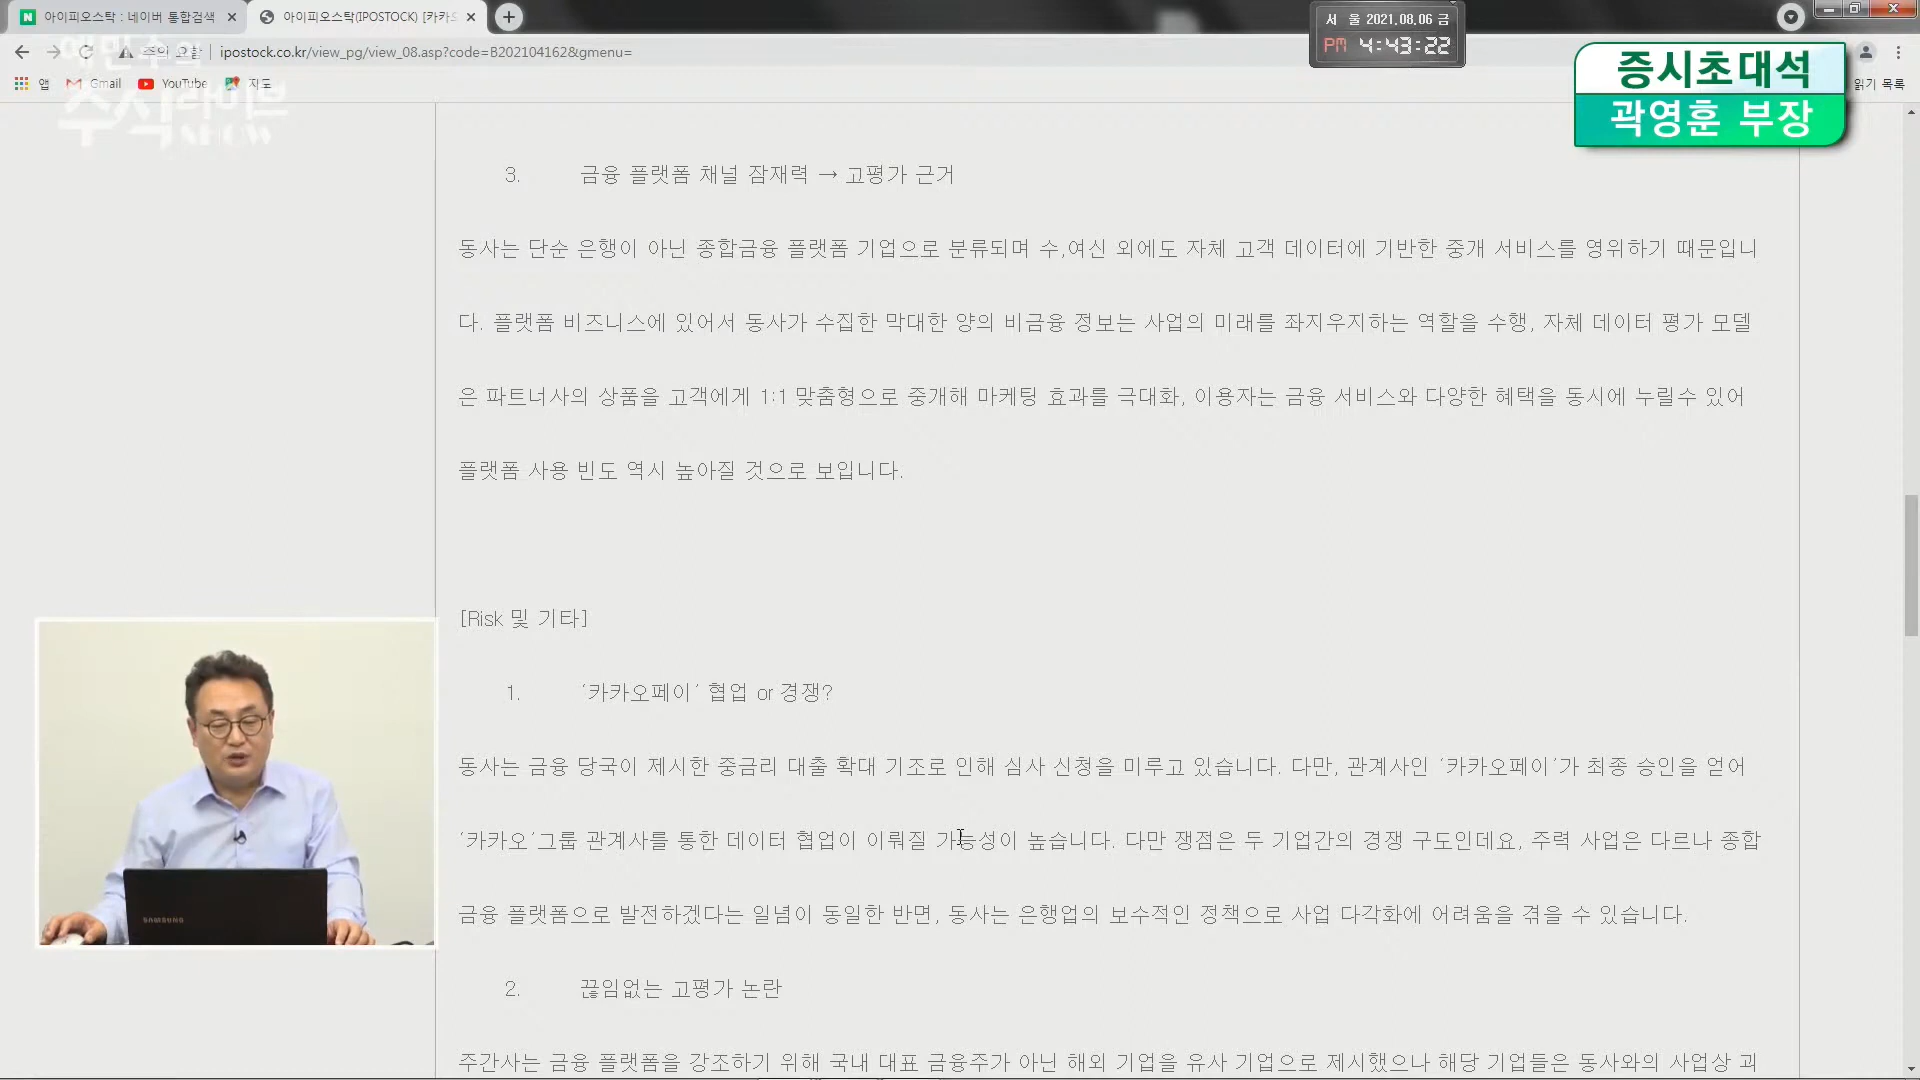 아이피오스탁 : 네이버 통합검색
아이피오스탁(IPOSTOCK) [카카오
서 울 2021.08.06 금
PM 4:43:22
주의 요함
ipostock.co.kr/view_pg/view_08.asp?code=B202104162&gmenu=
앱 Gmail YouTube 지도
읽기 목록
주식라이브
증시초대석
곽영훈 부장
3. 금융 플랫폼 채널 잠재력 → 고평가 근거
동사는 단순 은행이 아닌 종합금융 플랫폼 기업으로 분류되며 수,여신 외에도 자체 고객 데이터에 기반한 중개 서비스를 영위하기 때문입니
다. 플랫폼 비즈니스에 있어서 동사가 수집한 막대한 양의 비금융 정보는 사업의 미래를 좌지우지하는 역할을 수행, 자체 데이터 평가 모델
은 파트너사의 상품을 고객에게 1:1 맞춤형으로 중개해 마케팅 효과를 극대화, 이용자는 금융 서비스와 다양한 혜택을 동시에 누릴수 있어
플랫폼 사용 빈도 역시 높아질 것으로 보입니다.
[Risk 및 기타]
1. ‘카카오페이’ 협업 or 경쟁?
동사는 금융 당국이 제시한 중금리 대출 확대 기조로 인해 심사 신청을 미루고 있습니다. 다만, 관계사인 ‘카카오페이’가 최종 승인을 얻어
‘카카오’그룹 관계사를 통한 데이터 협업이 이뤄질 가능성이 높습니다. 다만 쟁점은 두 기업간의 경쟁 구도인데요, 주력 사업은 다르나 종합
금융 플랫폼으로 발전하겠다는 일념이 동일한 반면, 동사는 은행업의 보수적인 정책으로 사업 다각화에 어려움을 겪을 수 있습니다.
2. 끊임없는 고평가 논란
주간사는 금융 플랫폼을 강조하기 위해 국내 대표 금융주가 아닌 해외 기업을 유사 기업으로 제시했으나 해당 기업들은 동사와의 사업상 괴
SAMSUNG